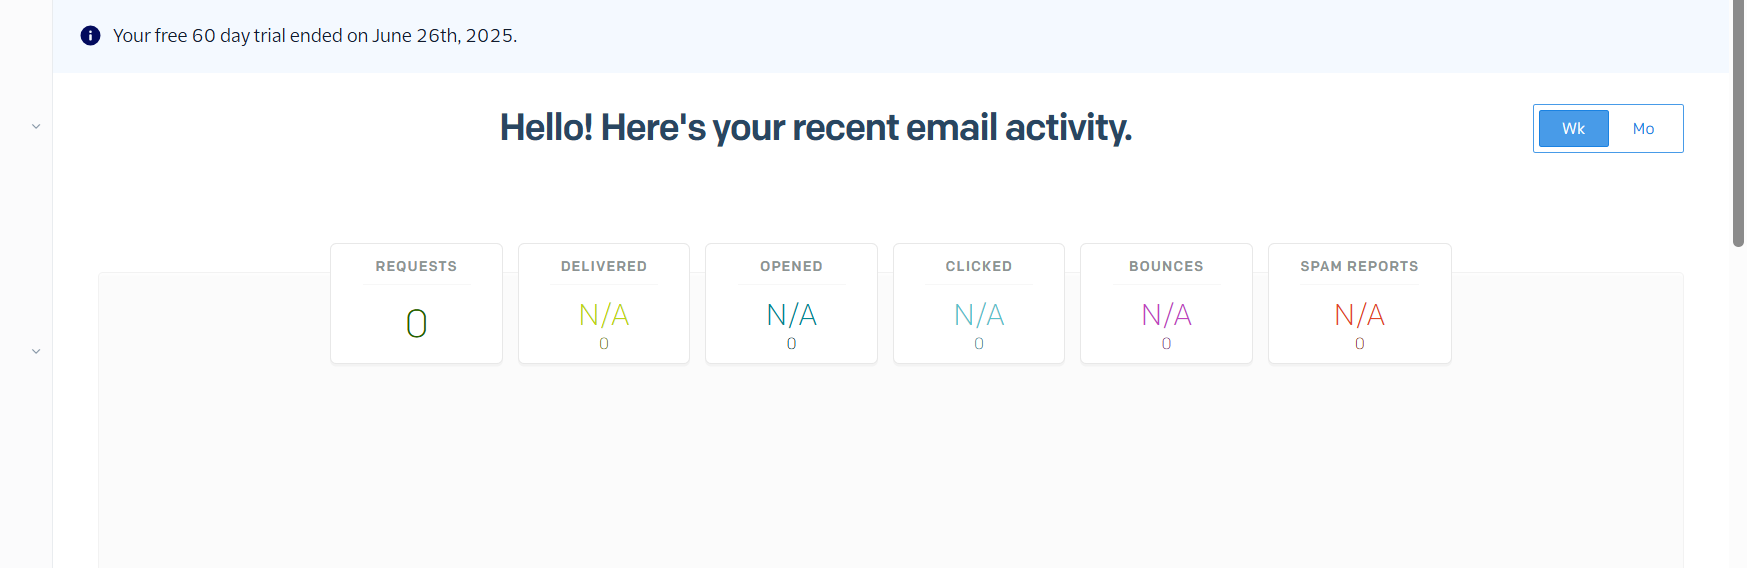 Your free 60 day trial ended on June 26th, 2025.
Hello! Here's your recent email activity.
Wk Mo
REQUESTS DELIVERED OPENED CLICKED BOUNCES SPAM REPORTS
0 N/A N/A N/A N/A N/A
0 0 0 0 0